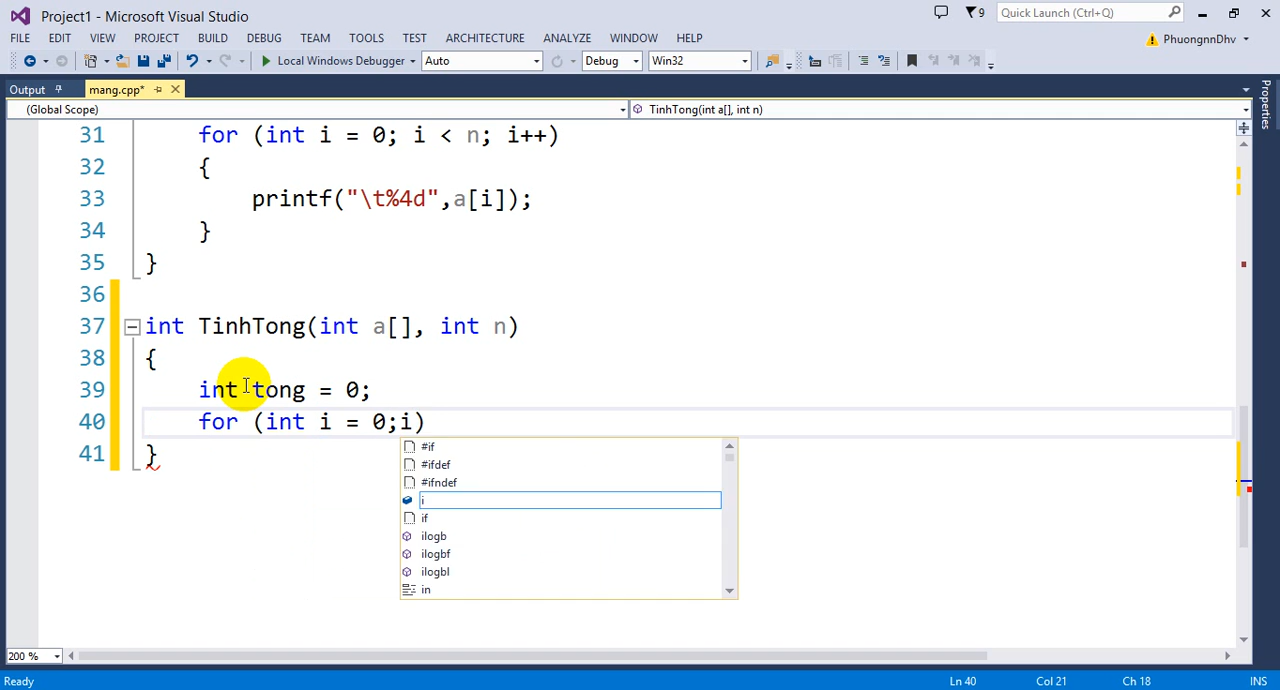 Project1 - Microsoft Visual Studio
9
Quick Launch (Ctrl+Q)
FILE EDIT VIEW PROJECT BUILD DEBUG TEAM TOOLS TEST ARCHITECTURE ANALYZE WINDOW HELP
PhuongnnDhv
Local Windows Debugger Auto Debug Win32
Output mang.cpp*
Properties
(Global Scope) TinhTong(int a[], int n)
31 for (int i = 0; i < n; i++)
32 {
33 printf("\t%4d",a[i]);
34 }
35 }
36
37 int TinhTong(int a[], int n)
38 {
39 int tong = 0;
40 for (int i = 0;i)
41 }
#if
#ifdef
#ifndef
i
if
ilogb
ilogbf
ilogbl
in
200 %
Ready Ln 40 Col 21 Ch 18 INS